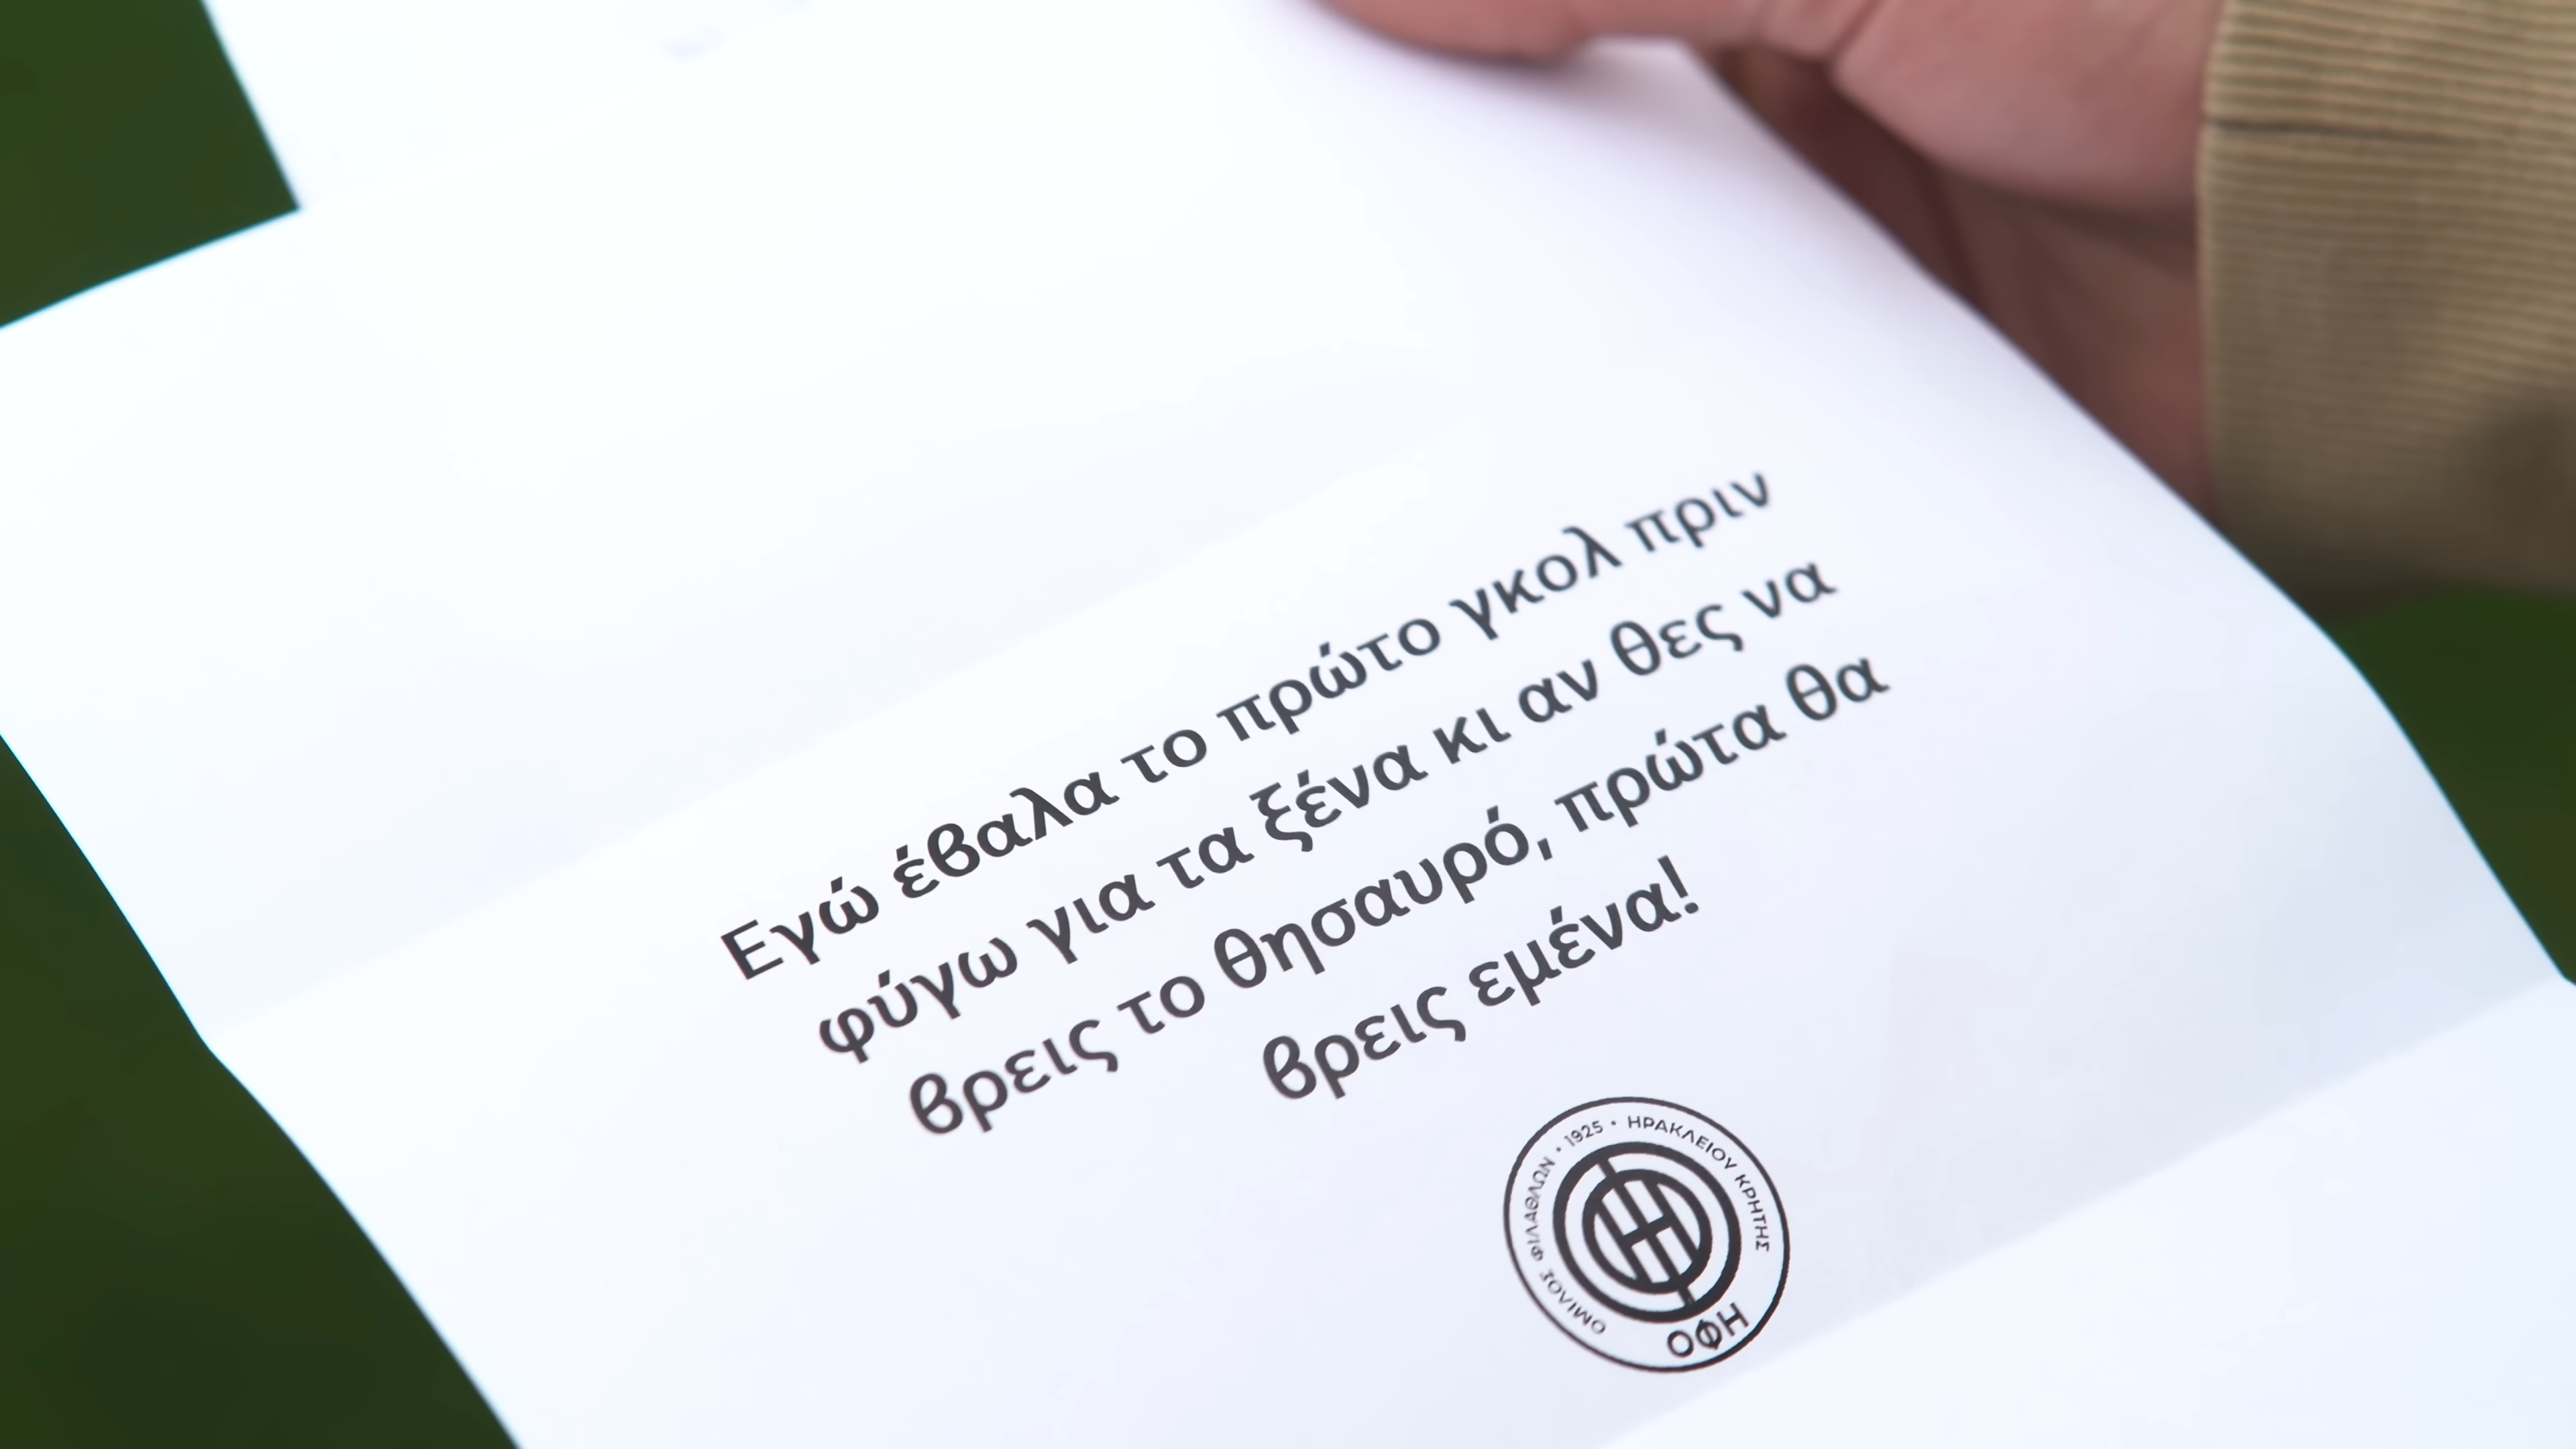 Εγώ έβαλα το πρώτο γκολ πριν
φύγω για τα ξένα κι αν θες να
βρεις το θησαυρό, πρώτα θα
βρεις εμένα!
ΟΜΙΛΟΣ ΦΙΛΑΘΛΩΝ • 1925 • ΗΡΑΚΛΕΙΟΥ ΚΡΗΤΗΣ
ΟΦΗ